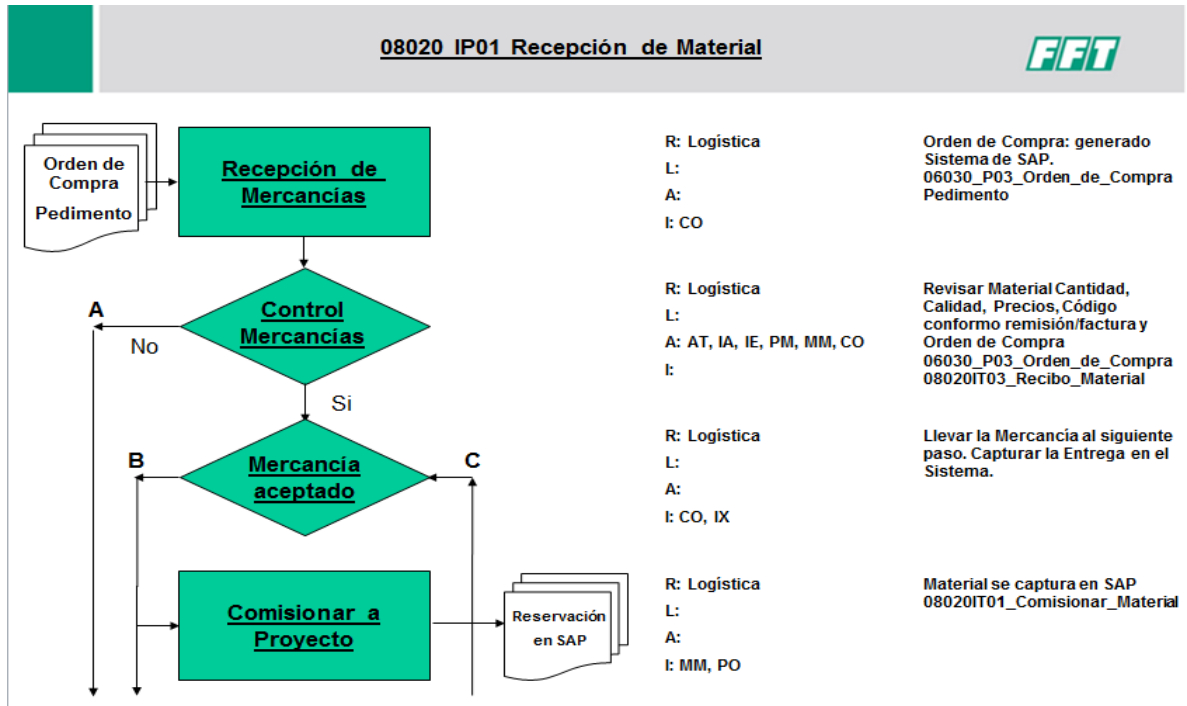 08020 IP01 Recepción de Material
FFT
Orden de
Compra
Pedimento
Recepción de
Mercancías
R: Logística
L:
A:
I: CO
Orden de Compra: generado
Sistema de SAP.
06030_P03_Orden_de_Compra
Pedimento
A
No
Control
Mercancías
Si
R: Logística
L:
A: AT, IA, IE, PM, MM, CO
I:
Revisar Material Cantidad,
Calidad, Precios, Código
conformo remisión/factura y
Orden de Compra
06030_P03_Orden_de_Compra
08020IT03_Recibo_Material
B
Mercancía
aceptado
C
R: Logística
L:
A:
I: CO, IX
Llevar la Mercancía al siguiente
paso. Capturar la Entrega en el
Sistema.
Comisionar a
Proyecto
Reservación
en SAP
R: Logística
L:
A:
I: MM, PO
Material se captura en SAP
08020IT01_Comisionar_Material